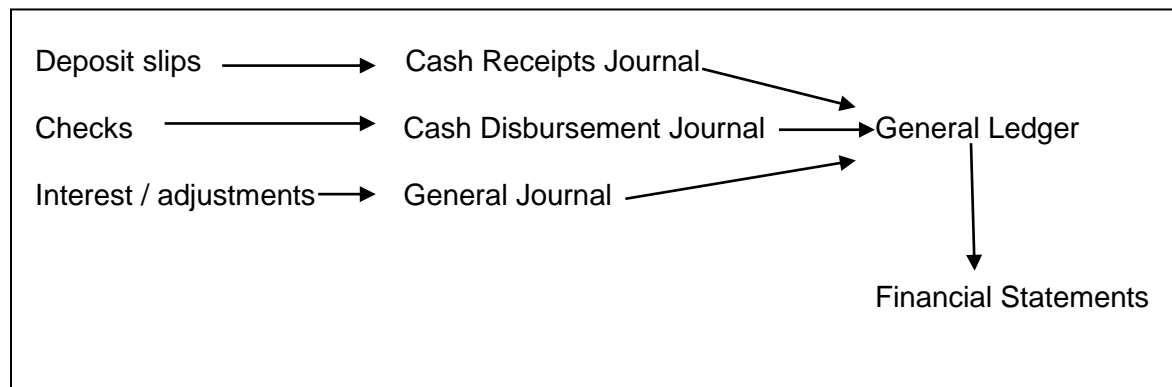 Deposit slips Cash Receipts Journal
Checks Cash Disbursement Journal General Ledger
Interest / adjustments General Journal
Financial Statements